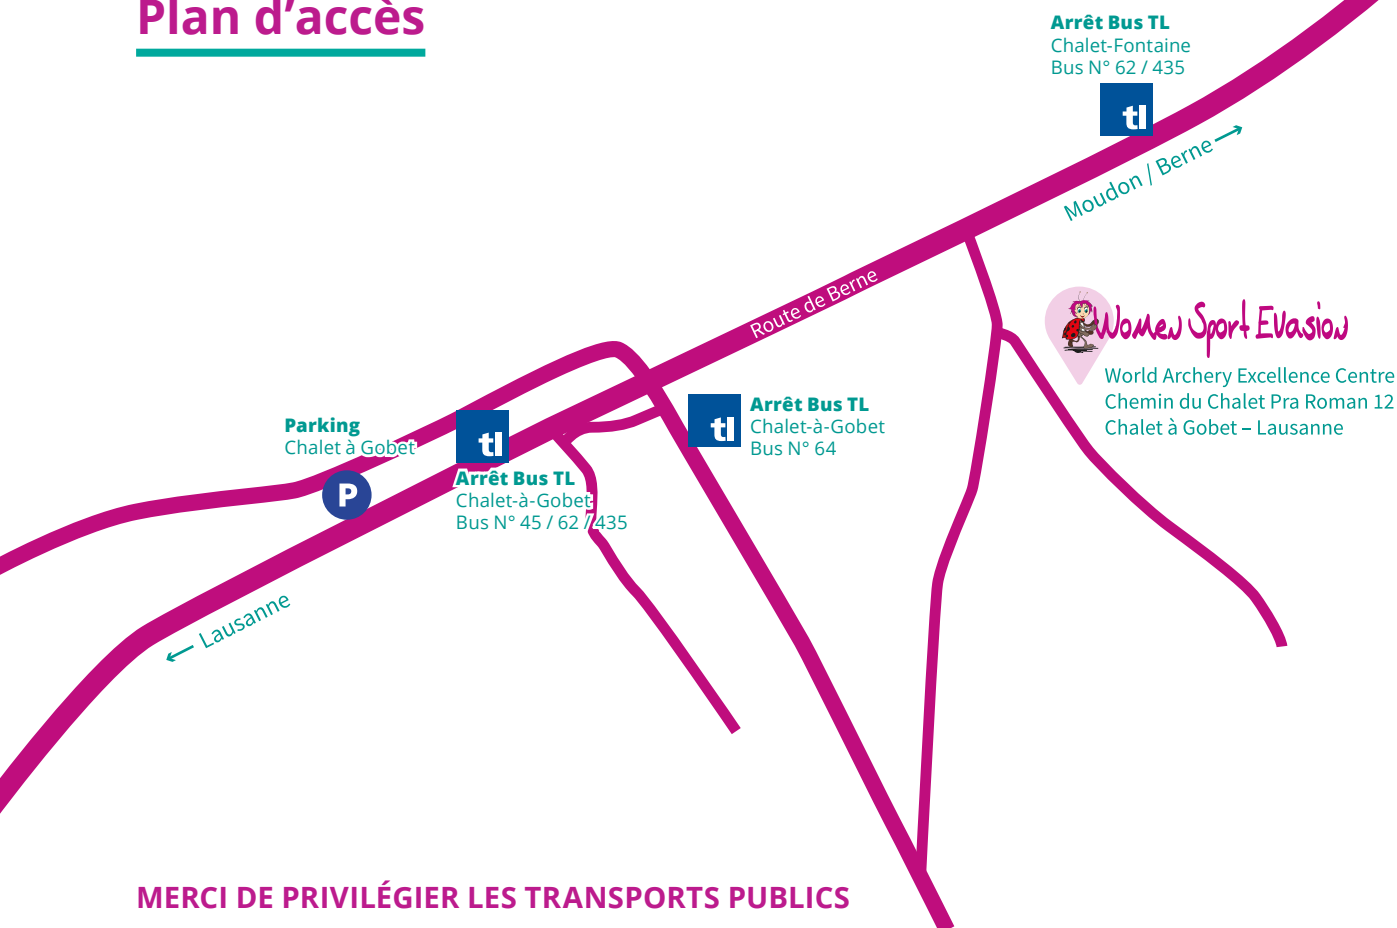 Plan d’accès
Arrêt Bus TL
Chalet-Fontaine
Bus N° 62 / 435
tl
Moudon / Berne
Route de Berne
Women Sport Evasion
World Archery Excellence Centre
Chemin du Chalet Pra Roman 12
Chalet à Gobet – Lausanne
Parking
Chalet à Gobet
P
tl
Arrêt Bus TL
Chalet-à-Gobet
Bus N° 45 / 62 / 435
tl
Arrêt Bus TL
Chalet-à-Gobet
Bus N° 64
Lausanne
MERCI DE PRIVILÉGIER LES TRANSPORTS PUBLICS